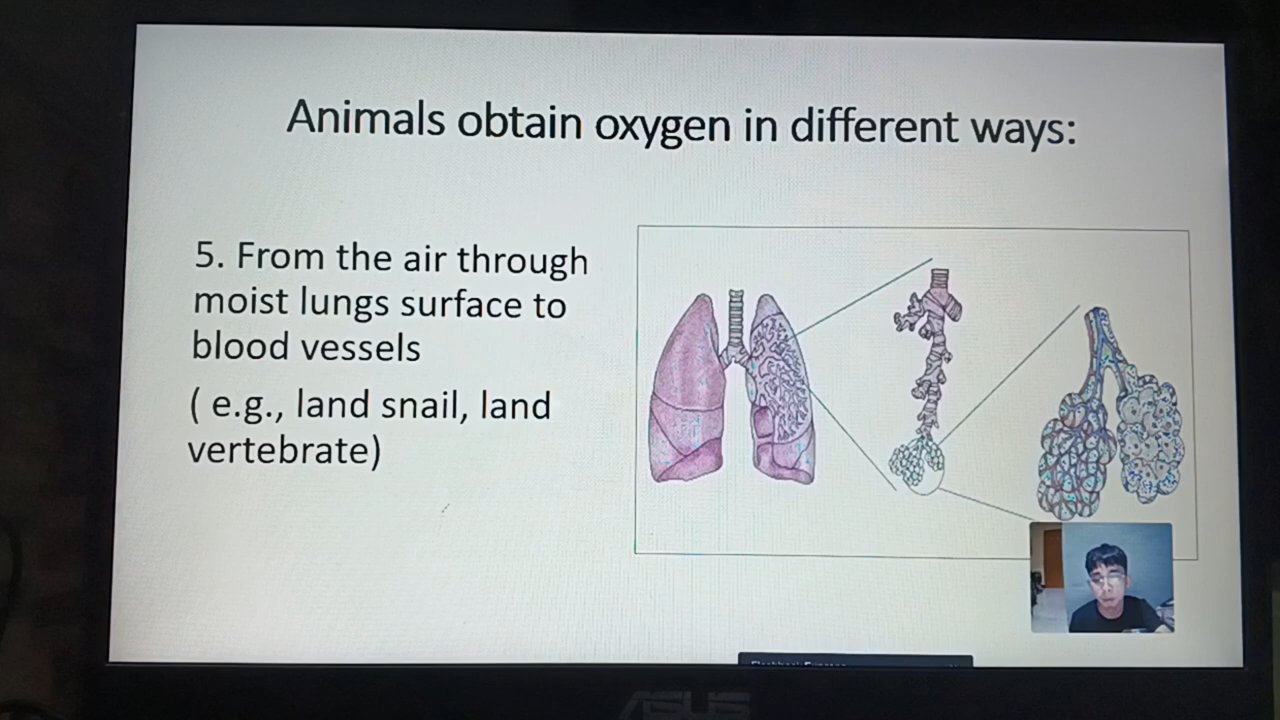 Animals obtain oxygen in different ways:
5. From the air through
moist lungs surface to
blood vessels
( e.g., land snail, land
vertebrate)
ASUS